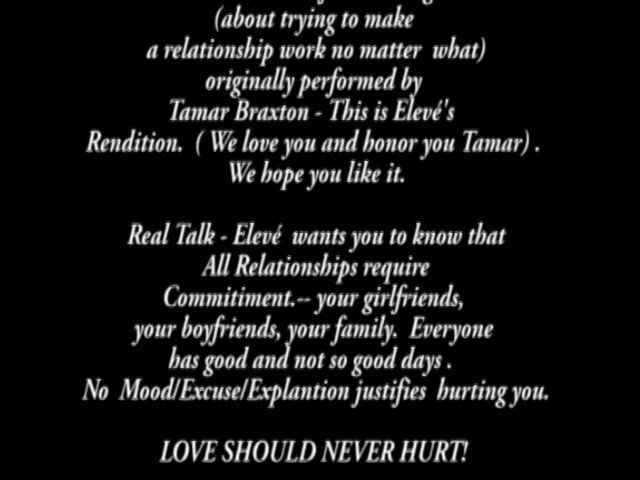 (about trying to make
a relationship work no matter what)
originally performed by
Tamar Braxton - This is Elevé's
Rendition. ( We love you and honor you Tamar) .
We hope you like it.
Real Talk - Elevé wants you to know that
All Relationships require
Commitiment.-- your girlfriends,
your boyfriends, your family. Everyone
has good and not so good days .
No Mood/Excuse/Explantion justifies hurting you.
LOVE SHOULD NEVER HURT!